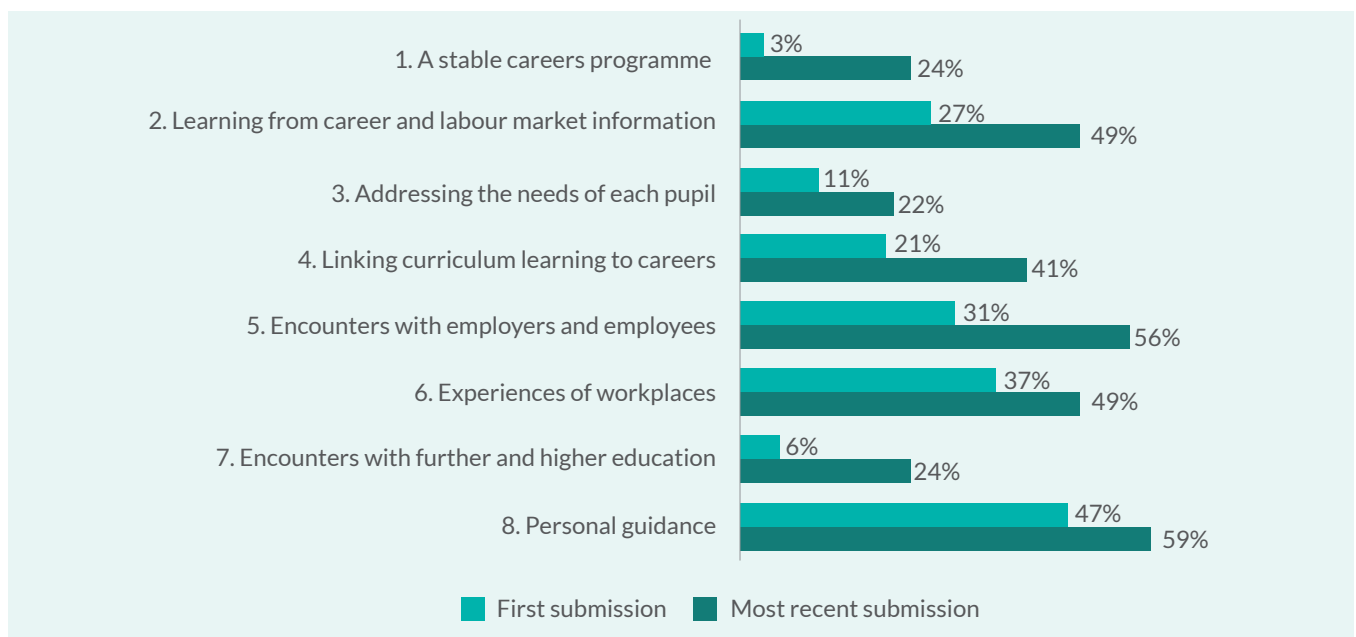 1. A stable careers programme
3%
24%
2. Learning from career and labour market information
27%
49%
3. Addressing the needs of each pupil
11%
22%
4. Linking curriculum learning to careers
21%
41%
5. Encounters with employers and employees
31%
56%
6. Experiences of workplaces
37%
49%
7. Encounters with further and higher education
6%
24%
8. Personal guidance
47%
59%
First submission Most recent submission